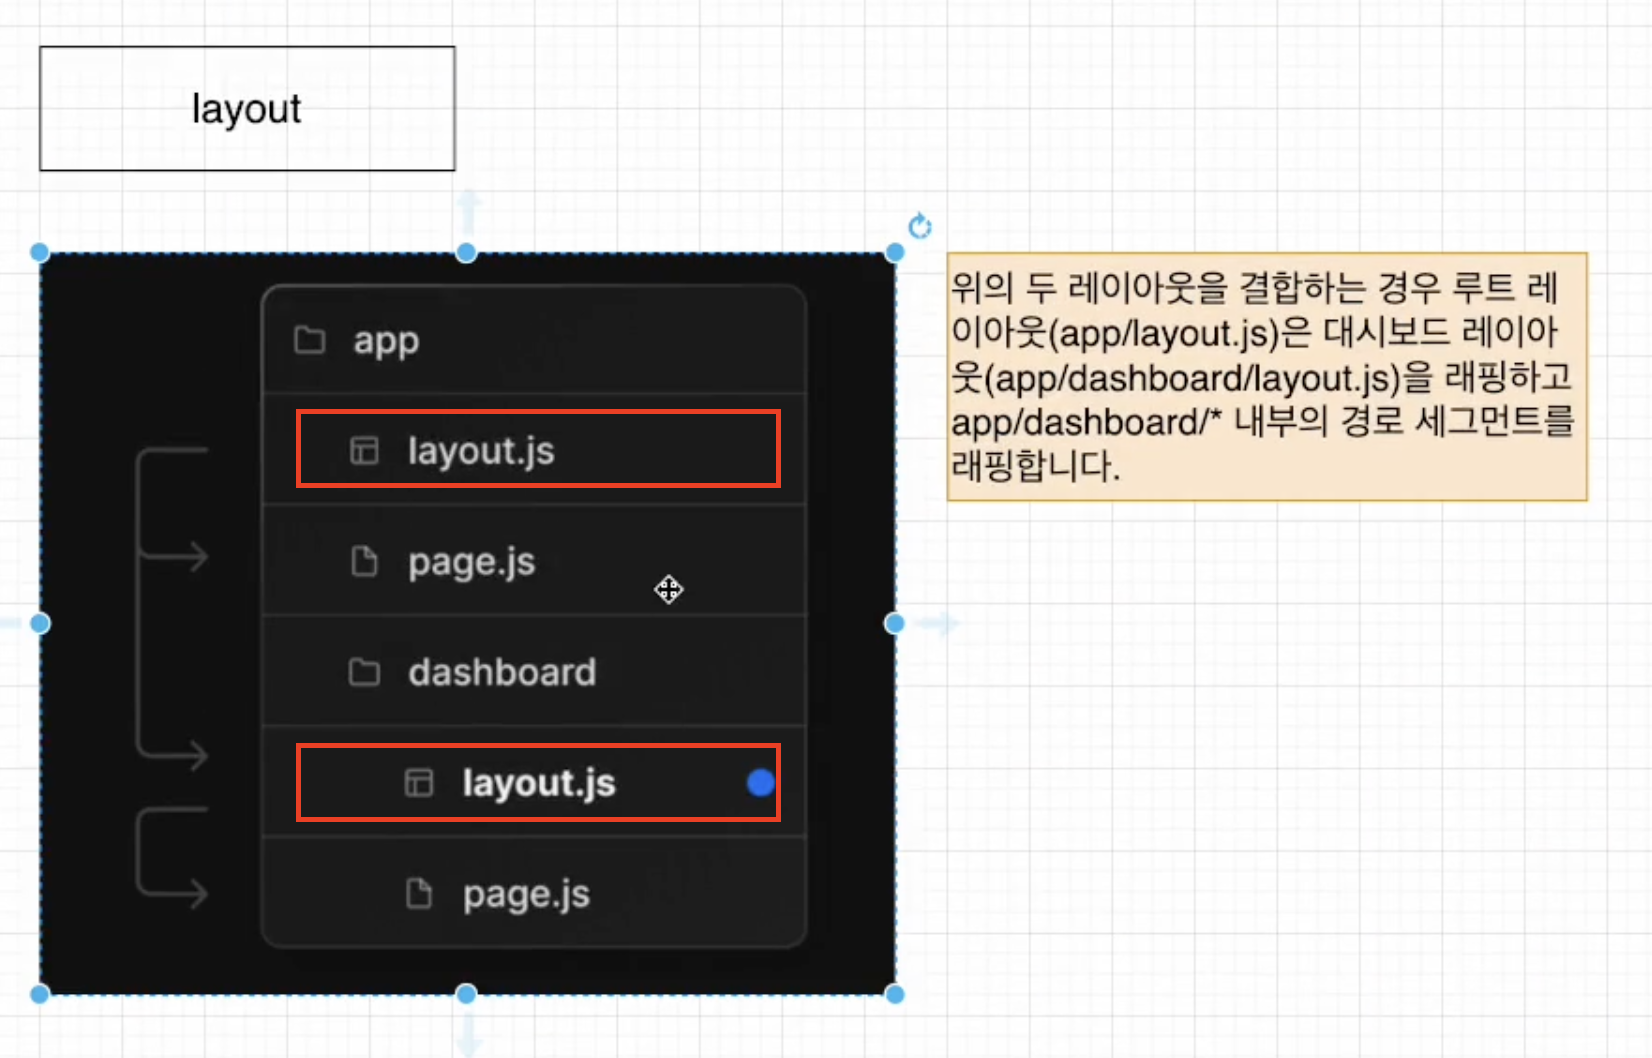 layout
app
layout.js
page.js
dashboard
layout.js
page.js
위의 두 레이아웃을 결합하는 경우 루트 레
이아웃(app/layout.js)은 대시보드 레이아
웃(app/dashboard/layout.js)을 래핑하고
app/dashboard/* 내부의 경로 세그먼트를
래핑합니다.